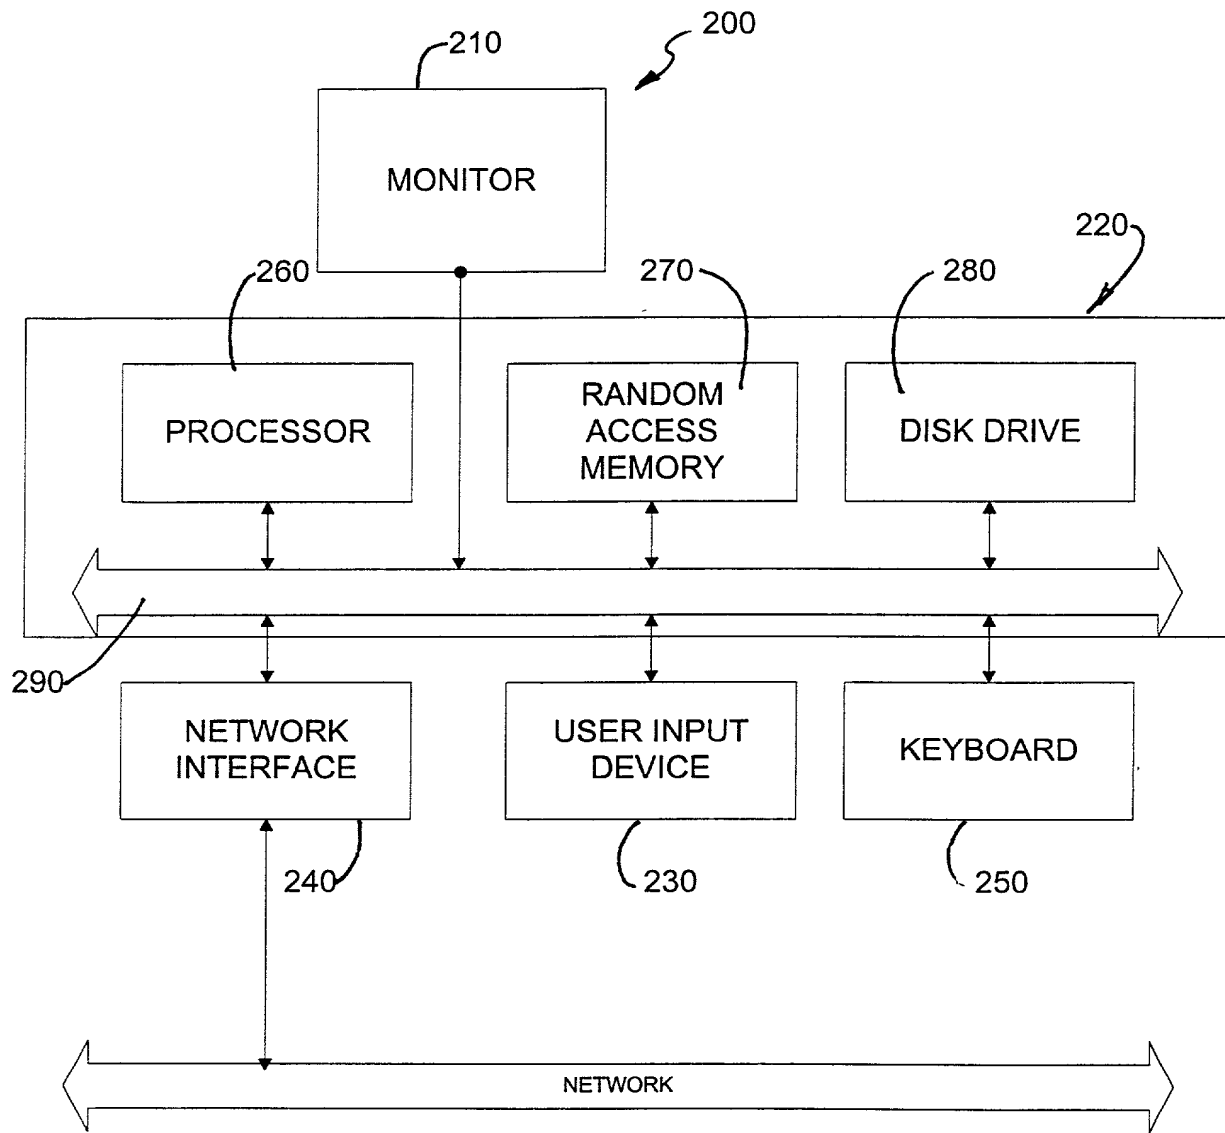 200
210
MONITOR
220
260
270
280
PROCESSOR
RANDOM
ACCESS
MEMORY
DISK DRIVE
290
NETWORK
INTERFACE
USER INPUT
DEVICE
KEYBOARD
240
230
250
NETWORK